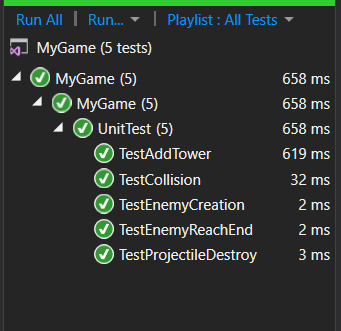 Run All | Run... | Playlist : All Tests
MyGame (5 tests)
MyGame (5) 658 ms
MyGame (5) 658 ms
UnitTest (5) 658 ms
TestAddTower 619 ms
TestCollision 32 ms
TestEnemyCreation 2 ms
TestEnemyReachEnd 2 ms
TestProjectileDestroy 3 ms